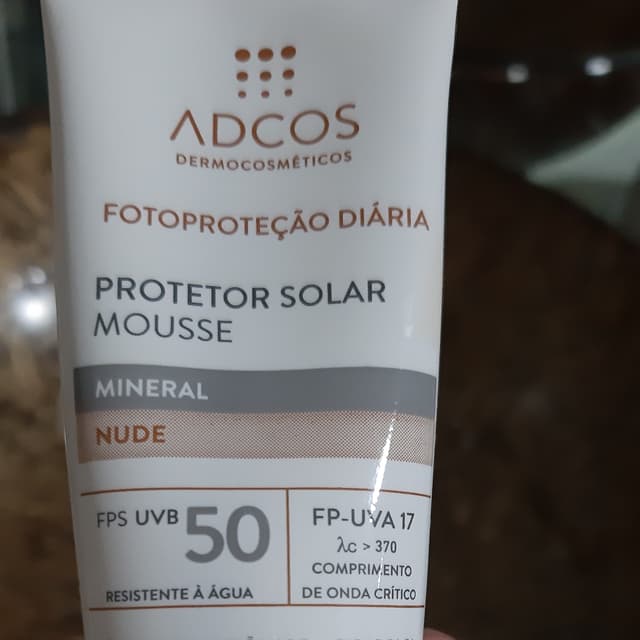 ADCOS
DERMOCOSMÉTICOS
FOTOPROTEÇÃO DIÁRIA
PROTETOR SOLAR
MOUSSE
MINERAL
NUDE
FPS UVB 50
RESISTENTE À ÁGUA
FP-UVA 17
λc > 370
COMPRIMENTO
DE ONDA CRÍTICO